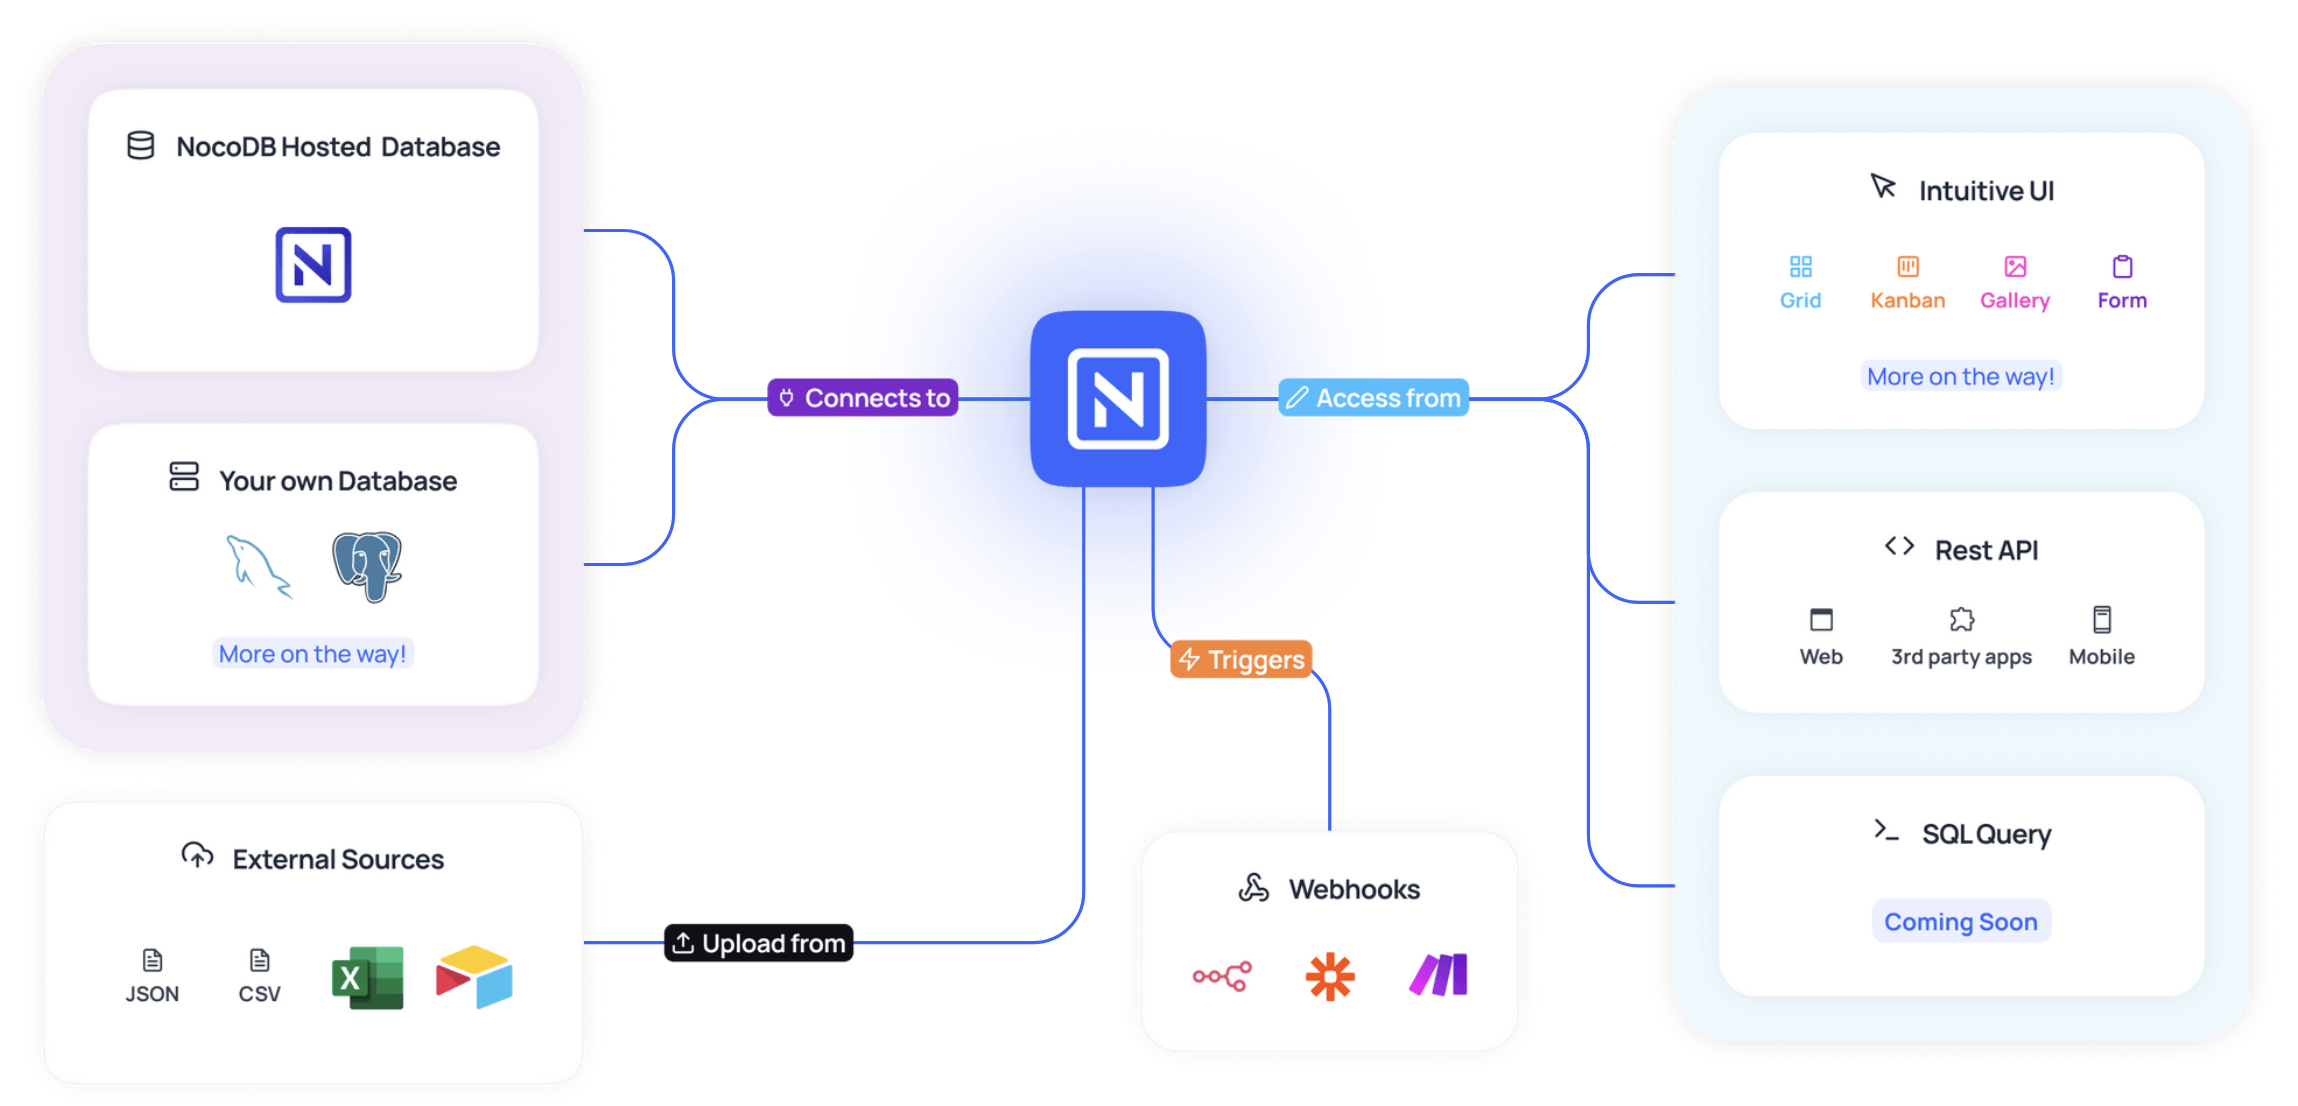 NocoDB Hosted Database
Your own Database
More on the way!
External Sources
JSON
CSV
X
Connects to
Upload from
N
Access from
Triggers
Webhooks
Intuitive UI
Grid Kanban Gallery Form
More on the way!
Rest API
Web 3rd party apps Mobile
SQL Query
Coming Soon